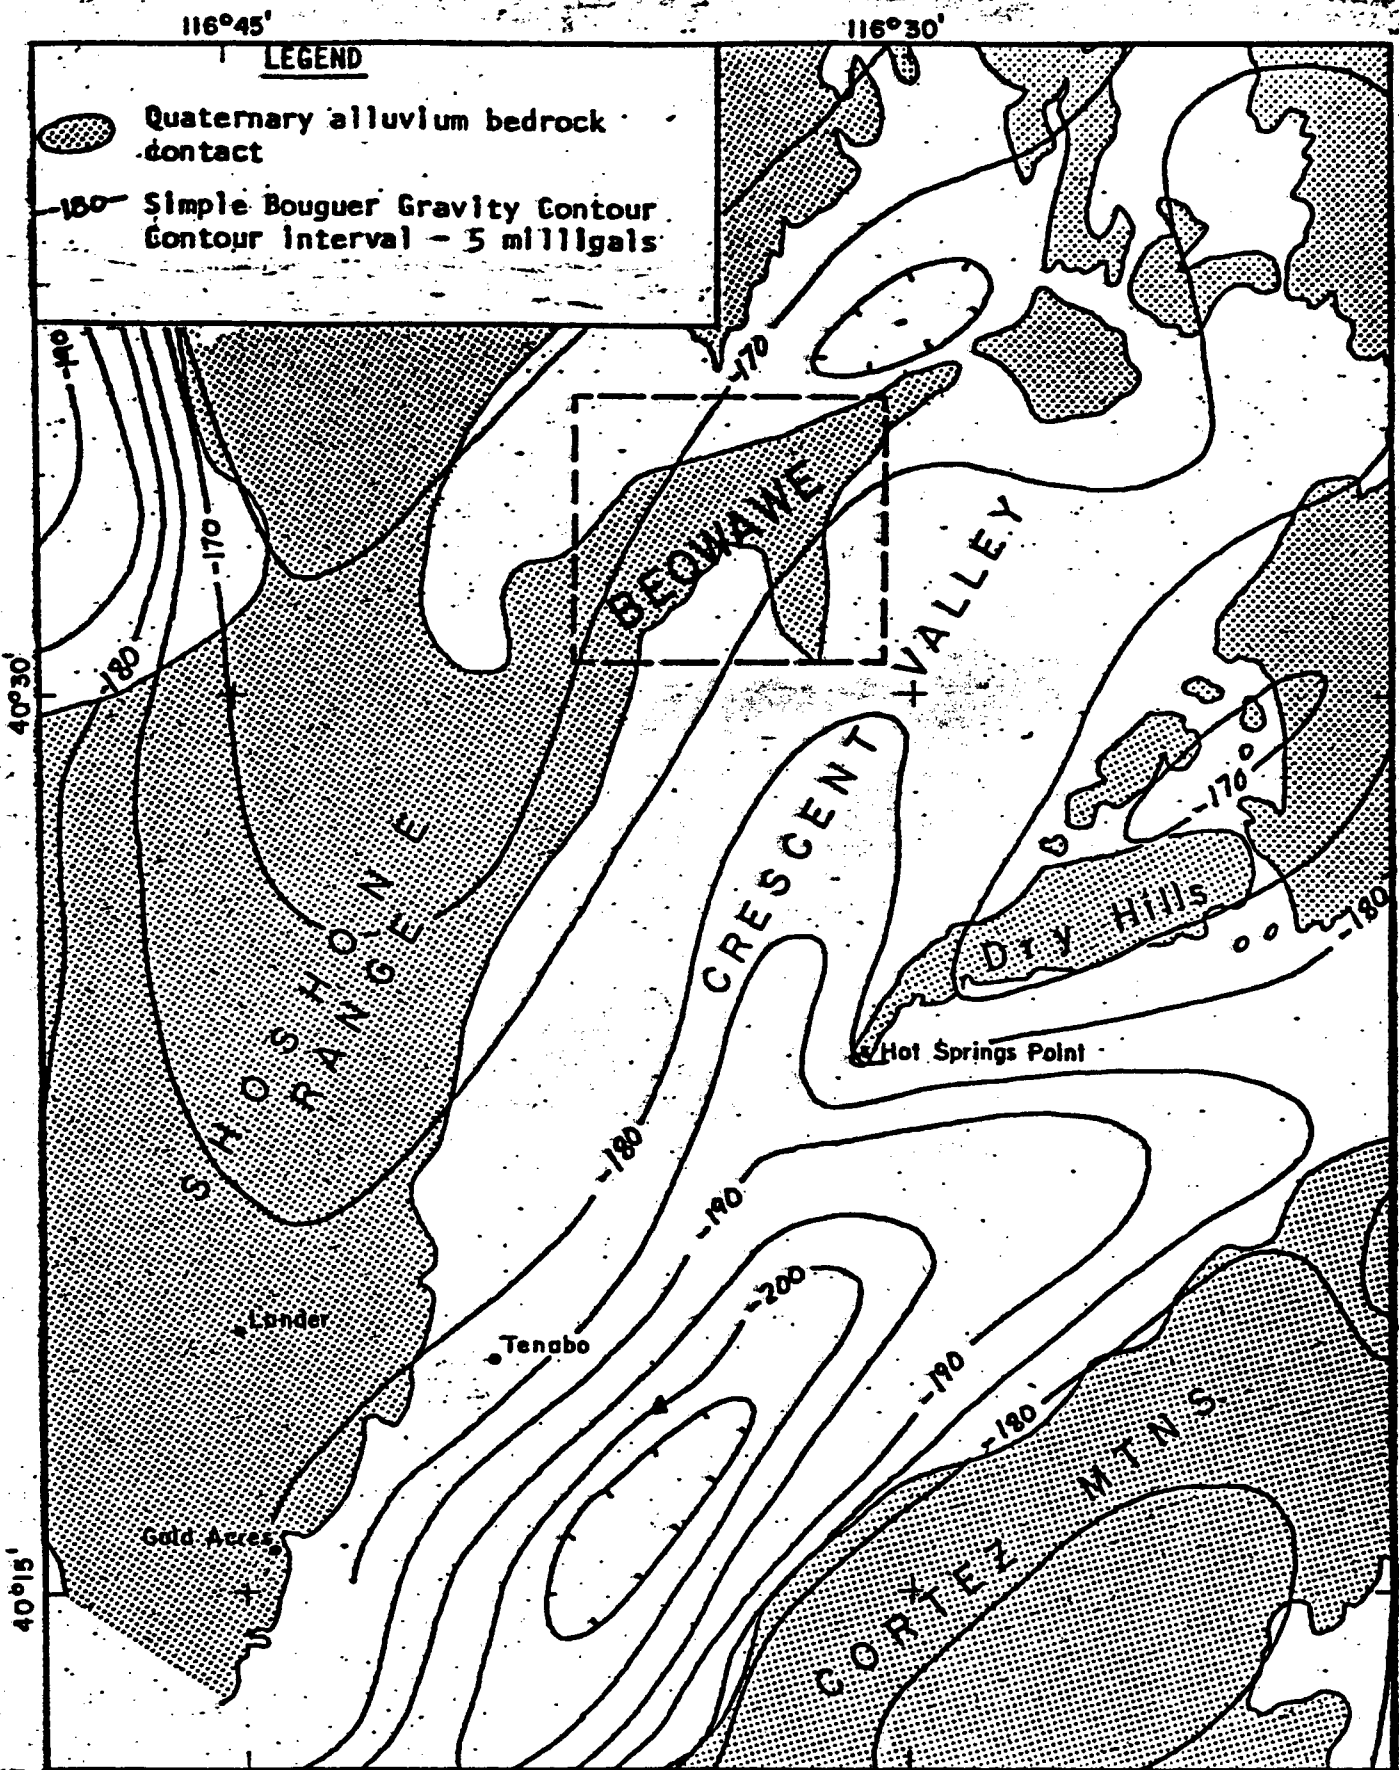 116°45'
116°30'
LEGEND
Quaternary alluvium bedrock
contact
-180- Simple Bouguer Gravity Contour
Contour interval - 5 milligals
-190
-170
-170
BEOWAWE
VALLEY
40°30'
-180
CRESCENT
-170
SHOSHONE
RANGE
Dry Hills
-180
Hot Springs Point
-180
-190
-200
Lander
Tenabo
-190
-180
CORTEZ MTNS.
Gold Acres
40°15'